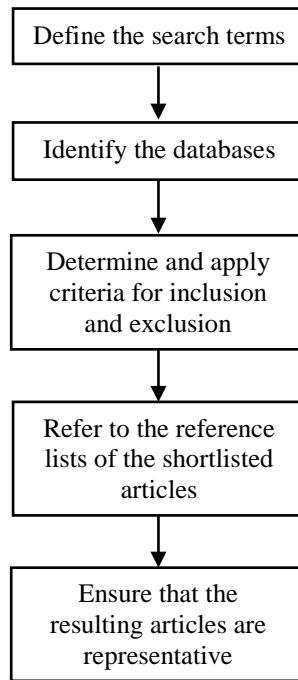 Define the search terms
Identify the databases
Determine and apply
criteria for inclusion
and exclusion
Refer to the reference
lists of the shortlisted
articles
Ensure that the
resulting articles are
representative